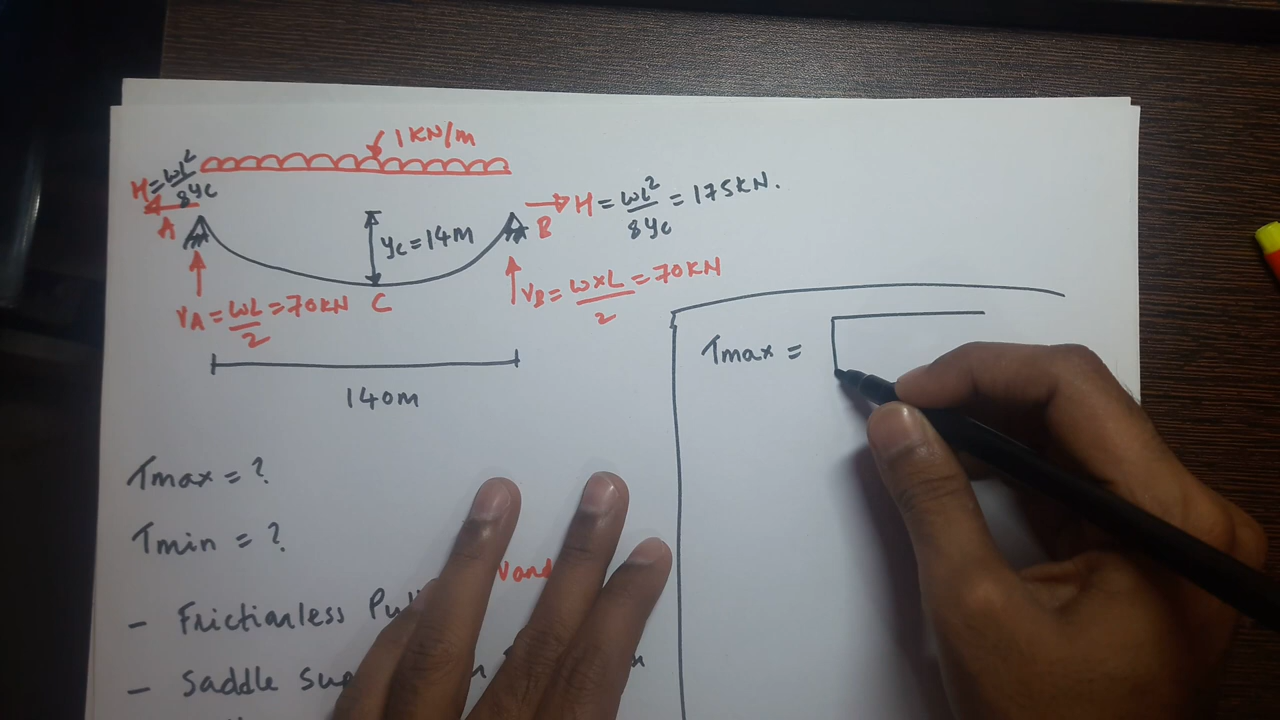 1KN/m
H = wL²/8yc
A
yc = 14m
B
H = wL²/8yc = 175KN.
VA = wL/2 = 70KN
C
VB = w×L/2 = 70KN
140m
Tmax =
Tmax = ?
Tmin = ?
- Frictionless
- Saddle